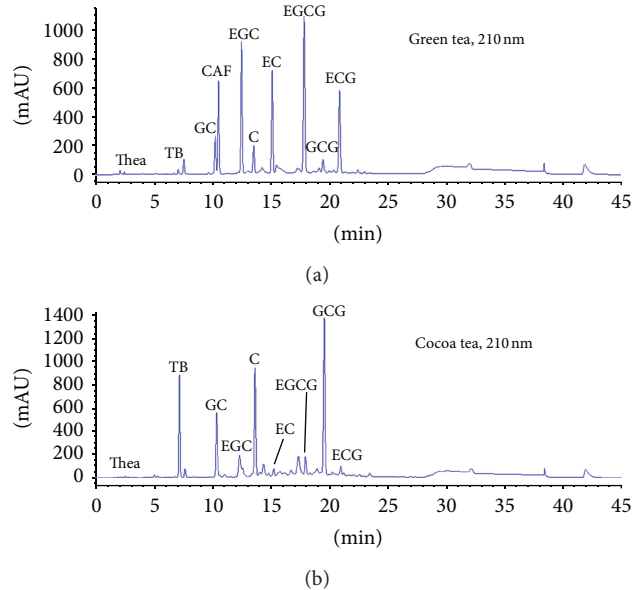 EGCG
1000
EGC
Green tea, 210 nm
800
EC
CAF
ECG
600
(mAU)
400
GC
C
GCG
200
Thea
TB
0
0 5 10 15 20 25 30 35 40 45
(min)
(a)
GCG
1400
1200
Cocoa tea, 210 nm
1000
TB
C
EGCG
800
(mAU)
600
GC
EC
400
EGC
ECG
200
Thea
0
0 5 10 15 20 25 30 35 40 45
(min)
(b)